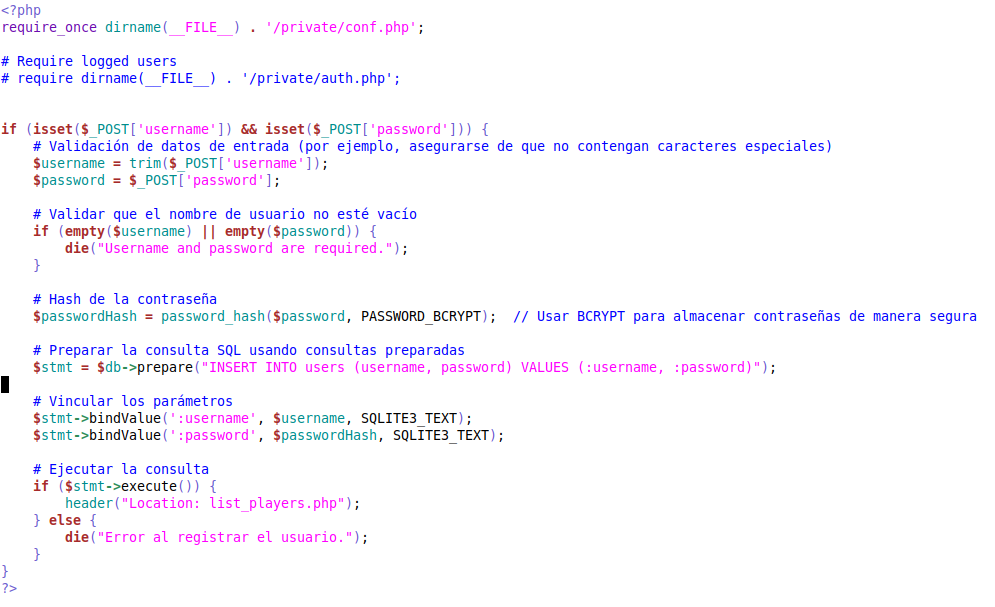 <?php
require_once dirname(__FILE__) . '/private/conf.php';
# Require logged users
# require dirname(__FILE__) . '/private/auth.php';
if (isset($_POST['username']) && isset($_POST['password'])) {
# Validación de datos de entrada (por ejemplo, asegurarse de que no contengan caracteres especiales)
$username = trim($_POST['username']);
$password = $_POST['password'];
# Validar que el nombre de usuario no esté vacío
if (empty($username) || empty($password)) {
die("Username and password are required.");
}
# Hash de la contraseña
$passwordHash = password_hash($password, PASSWORD_BCRYPT);  // Usar BCRYPT para almacenar contraseñas de manera segura
# Preparar la consulta SQL usando consultas preparadas
$stmt = $db->prepare("INSERT INTO users (username, password) VALUES (:username, :password)");
# Vincular los parámetros
$stmt->bindValue(':username', $username, SQLITE3_TEXT);
$stmt->bindValue(':password', $passwordHash, SQLITE3_TEXT);
# Ejecutar la consulta
if ($stmt->execute()) {
header("Location: list_players.php");
} else {
die("Error al registrar el usuario.");
}
}
?>